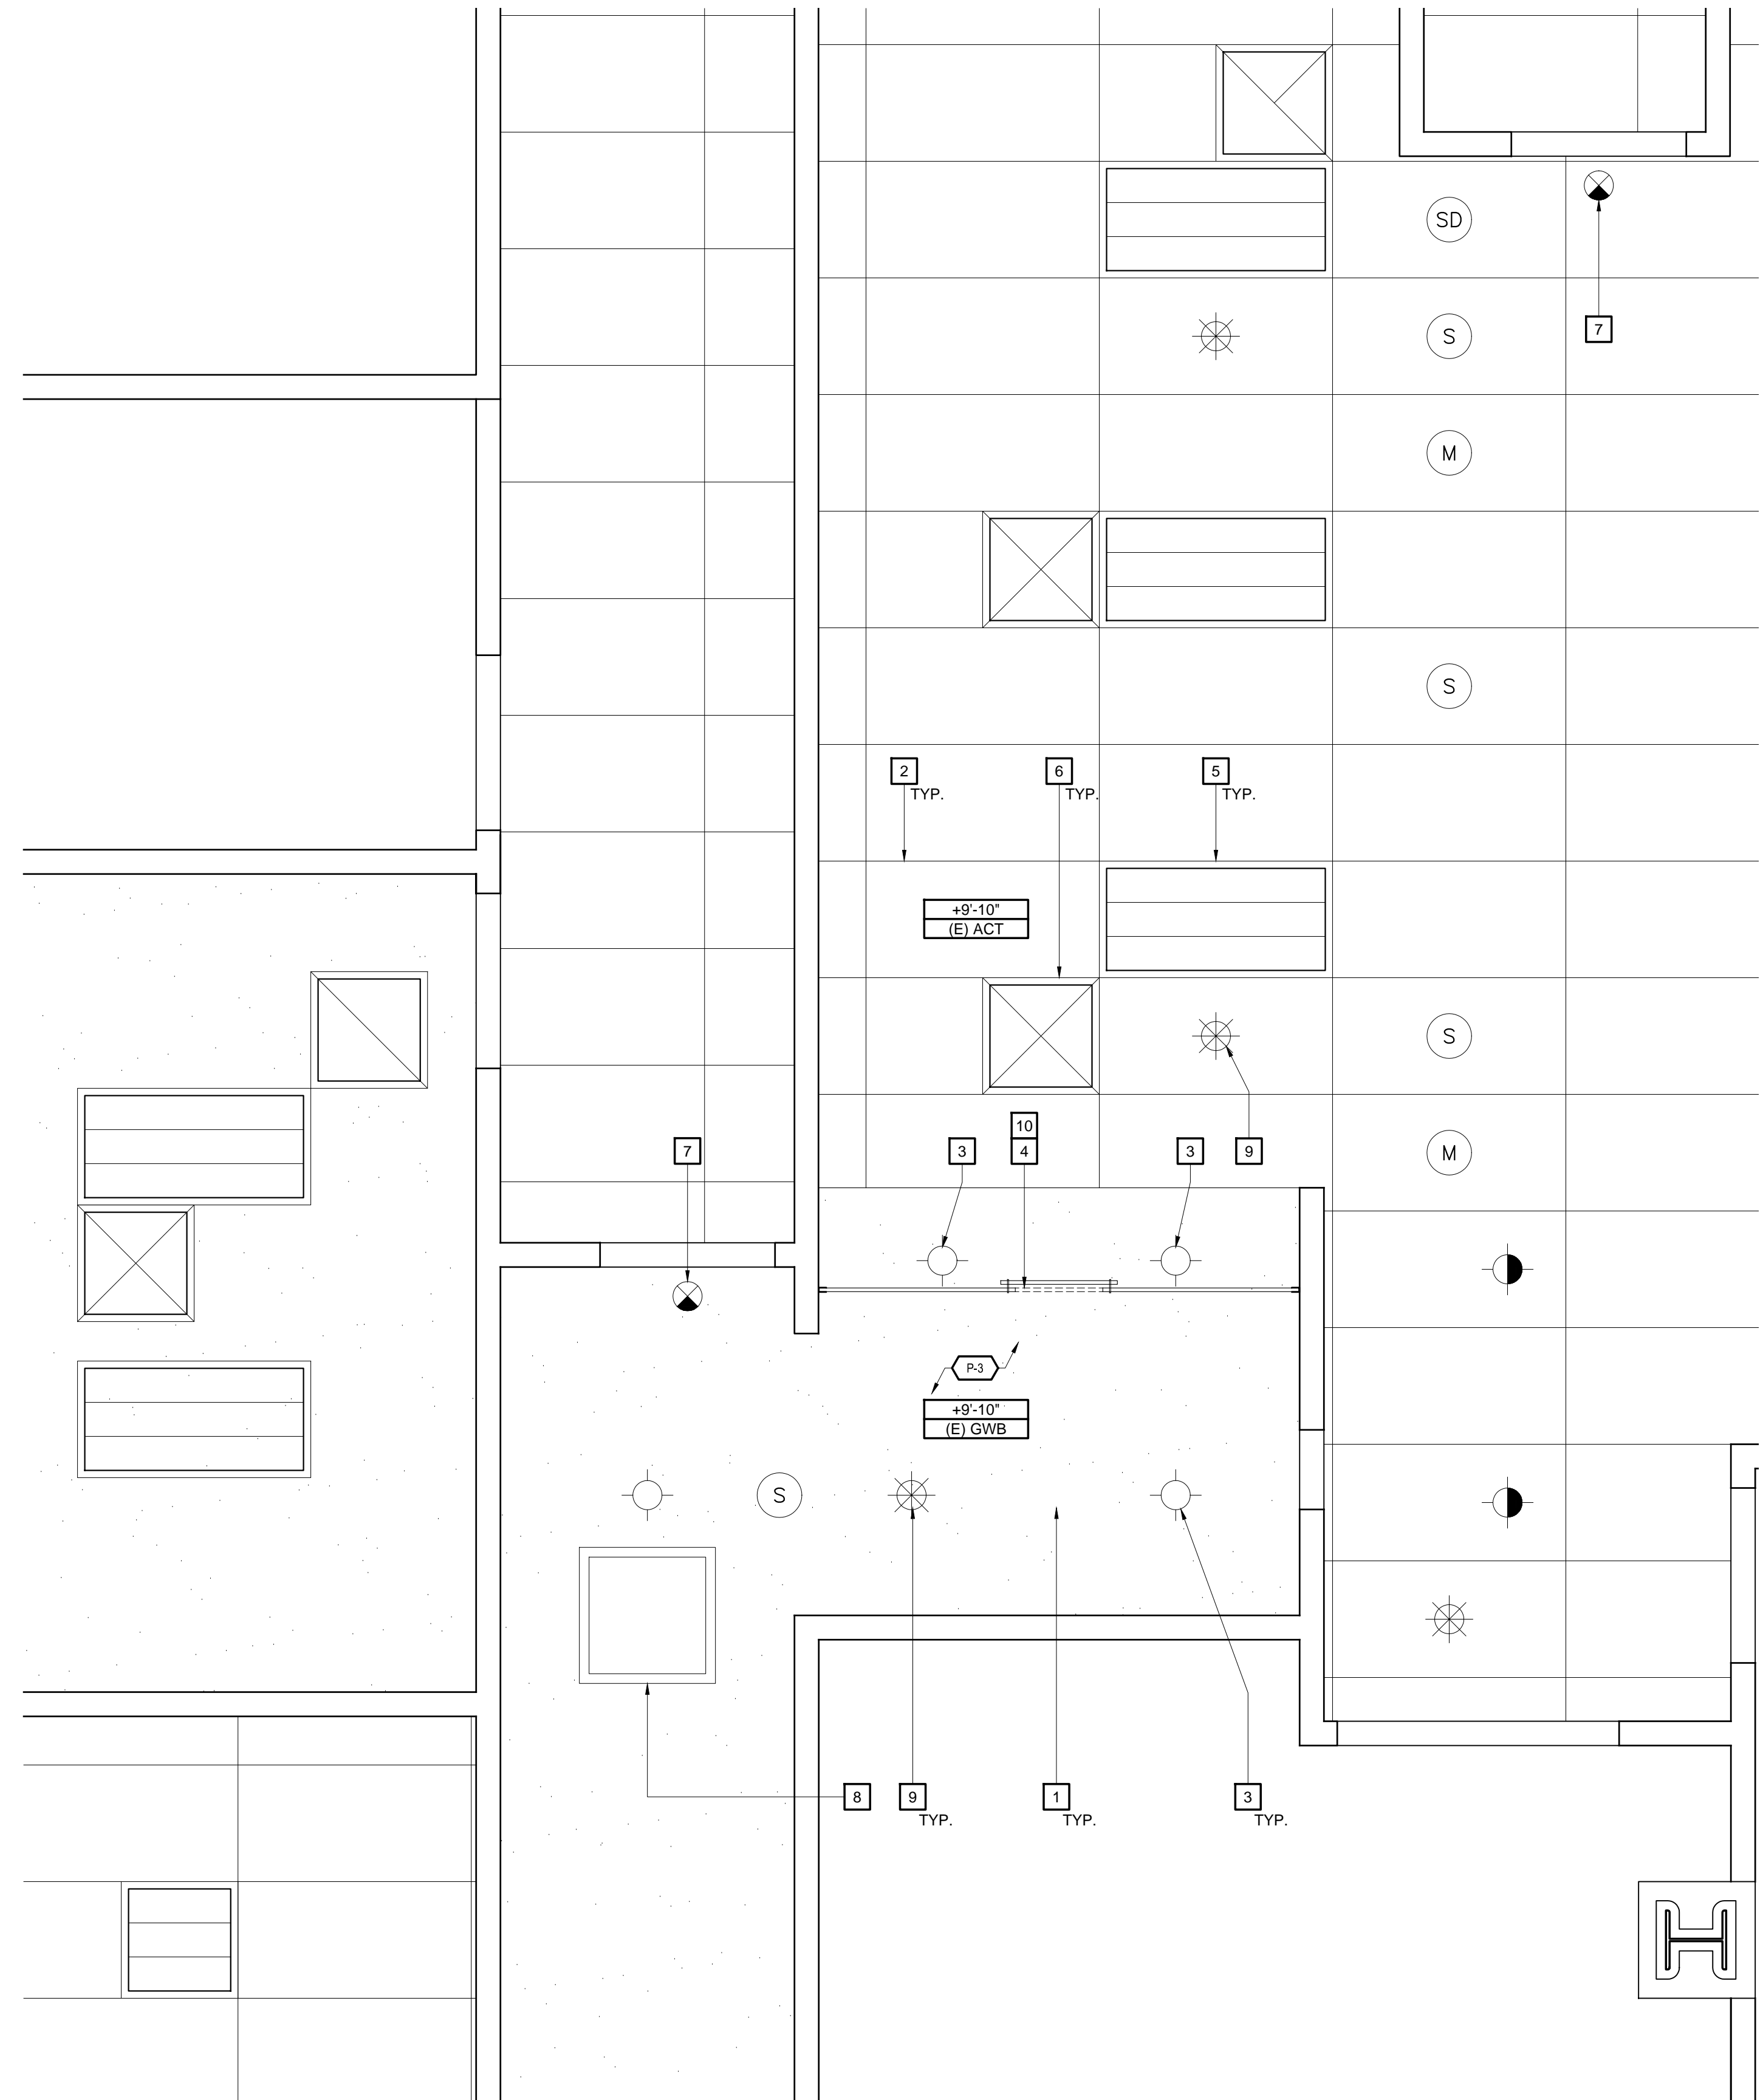 SD
S
7
M
S
2
TYP.
6
TYP.
5
TYP.
+9'-10"
(E) ACT
S
10
4
7
3
3
9
M
P-3
+9'-10"
(E) GWB
S
8
9
TYP.
1
TYP.
3
TYP.